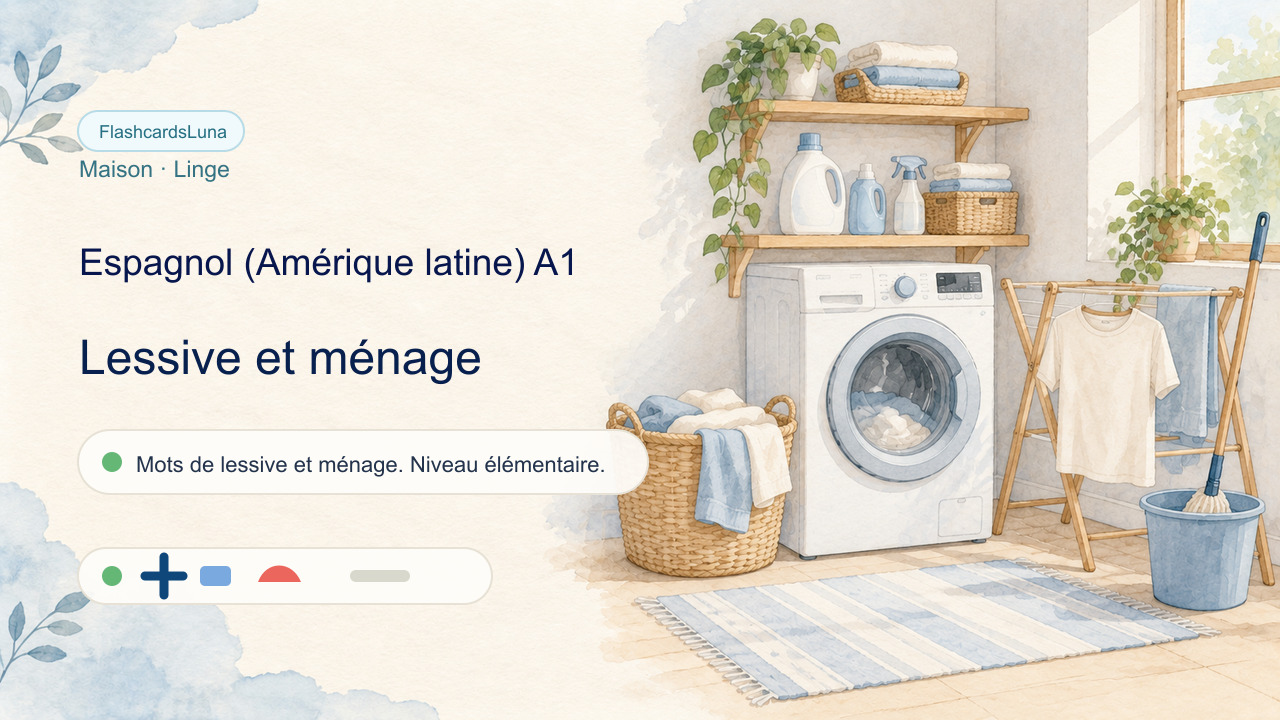 FlashcardsLuna
Maison · Linge
Espagnol (Amérique latine) A1
Lessive et ménage
Mots de lessive et ménage. Niveau élémentaire.